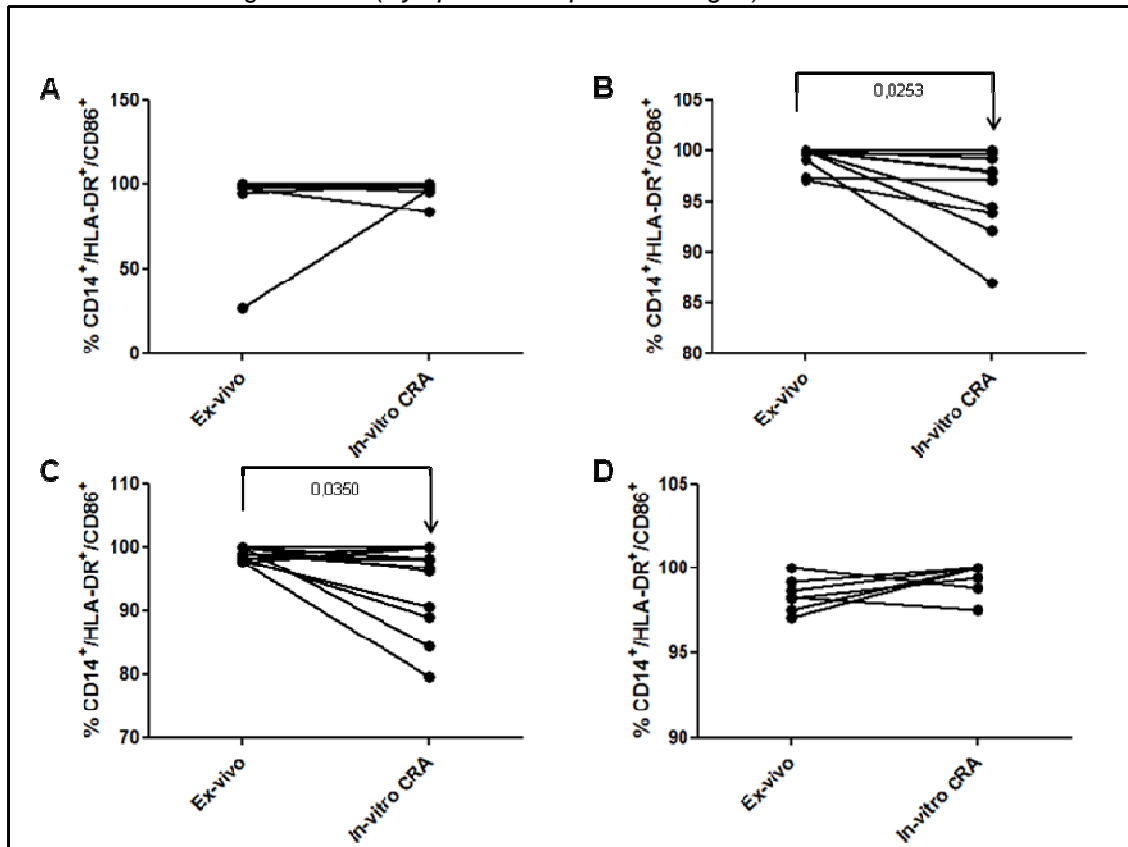 A
% CD14+/HLA-DR+/CD86+
150
100
50
0
Ex-vivo
In-vitro CRA
B
0,0253
% CD14+/HLA-DR+/CD86+
105
100
95
90
85
80
Ex-vivo
In-vitro CRA
C
0,0350
% CD14+/HLA-DR+/CD86+
110
100
90
80
70
Ex-vivo
In-vitro CRA
D
% CD14+/HLA-DR+/CD86+
105
100
95
90
Ex-vivo
In-vitro CRA